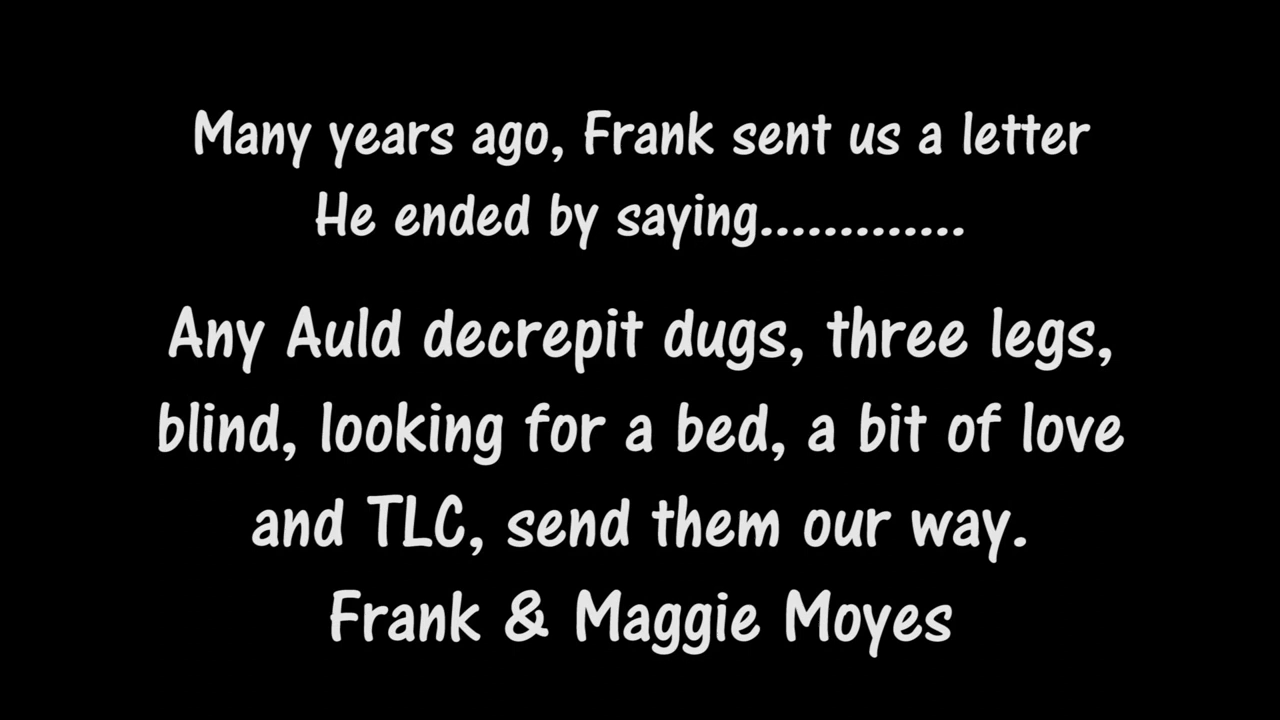 Many years ago, Frank sent us a letter
He ended by saying.............
Any Auld decrepit dugs, three legs,
blind, looking for a bed, a bit of love
and TLC, send them our way.
Frank & Maggie Moyes